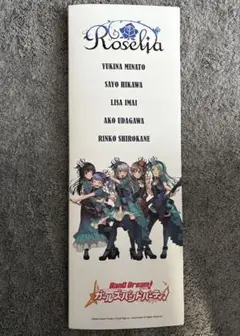 Roselia
YUKINA MINATO
SAYO HIKAWA
LISA IMAI
AKO UDAGAWA
RINKO SHIROKANE
BanG Dream!
ガールズバンドパーティ!